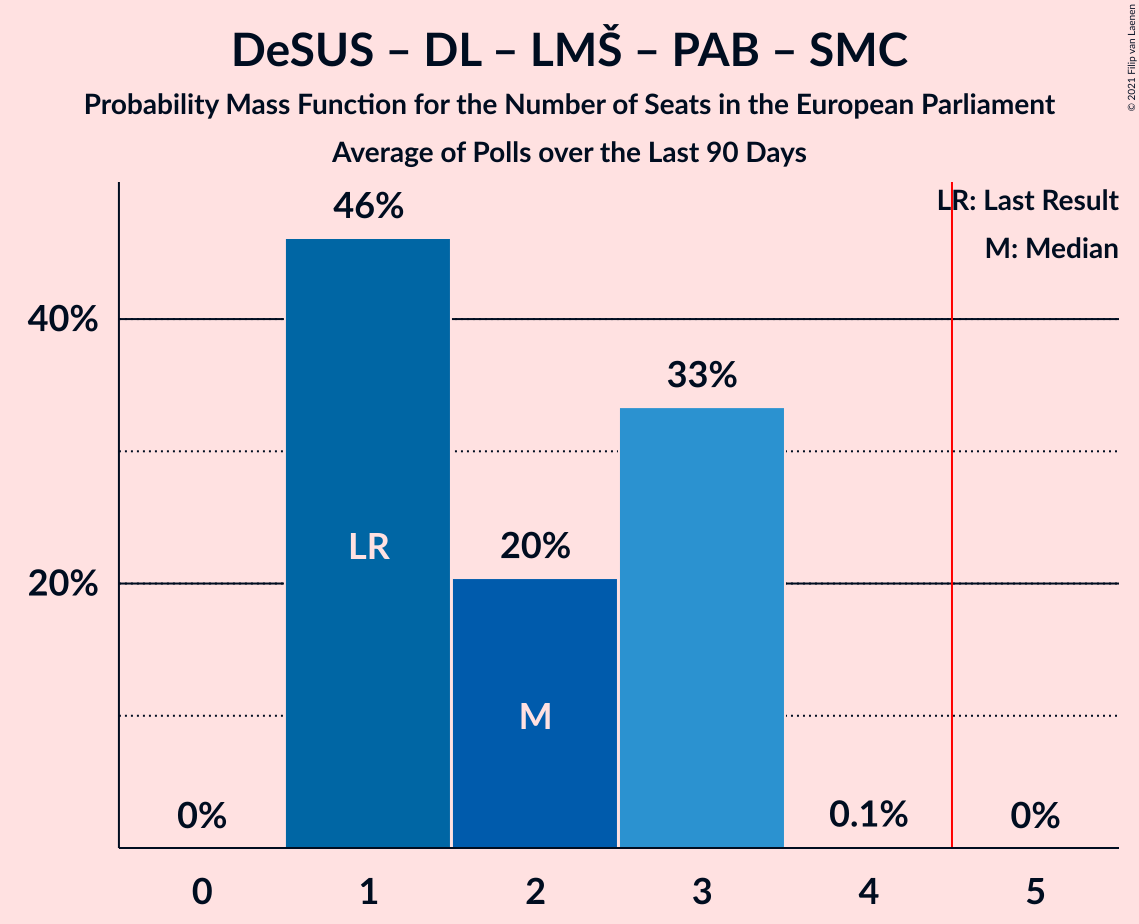 DeSUS – DL – LMŠ – PAB – SMC
Probability Mass Function for the Number of Seats in the European Parliament
Average of Polls over the Last 90 Days
© 2021 Filip van Laenen
LR: Last Result
M: Median
46%
40%
33%
20%
20%
LR
M
0%
0.1%
0%
0 1 2 3 4 5